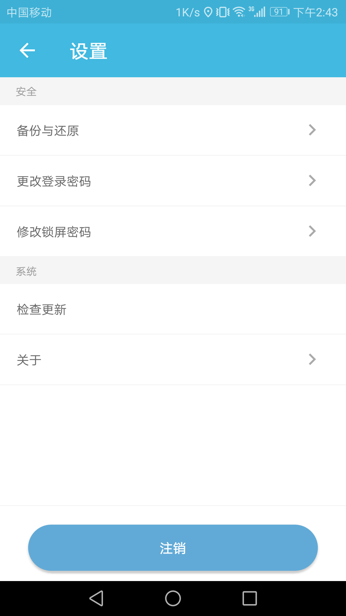 中国移动 1K/s 3G 91 下午2:43
设置
安全
备份与还原
更改登录密码
修改锁屏密码
系统
检查更新
关于
注销